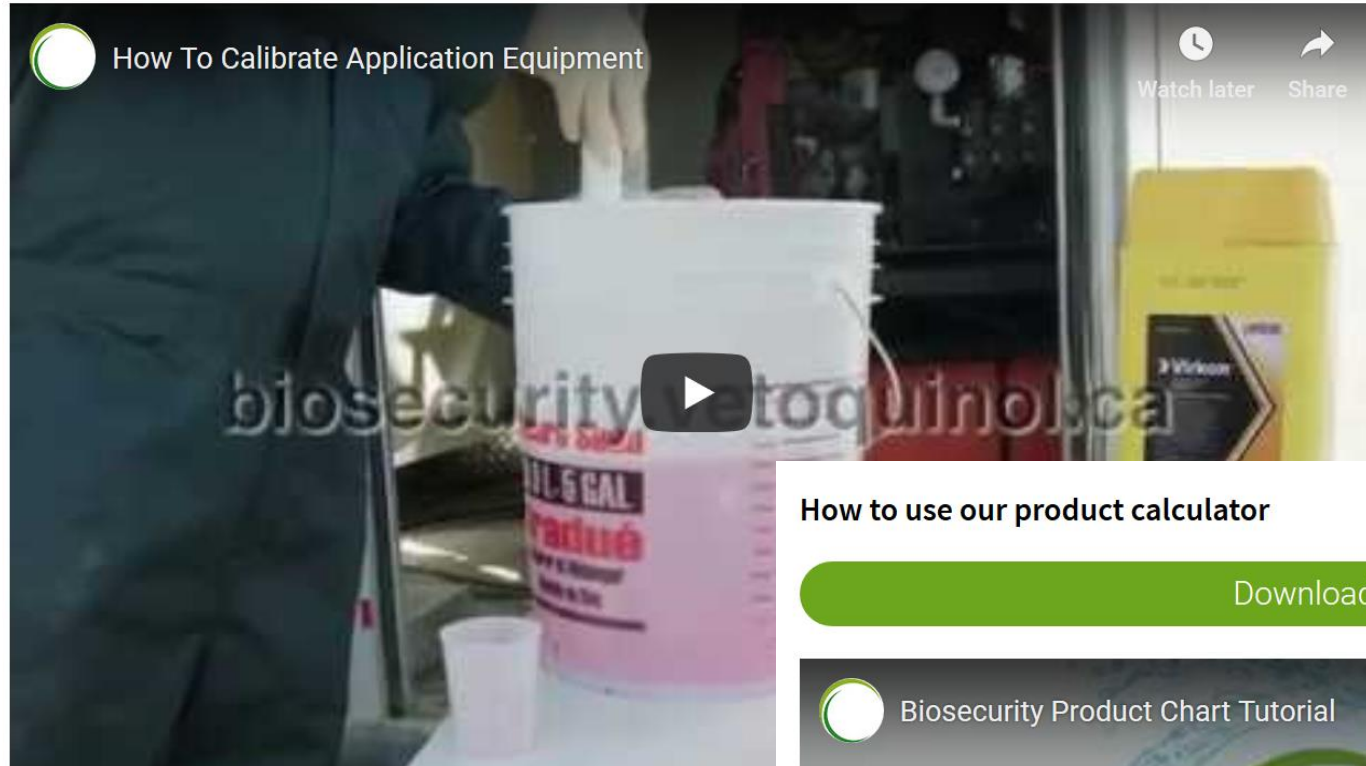 How To Calibrate Application Equipment
Watch later
Share
biosecurity.vetoquinol.ca
L-5 GAL
Virkon
How to use our product calculator
Download
Biosecurity Product Chart Tutorial